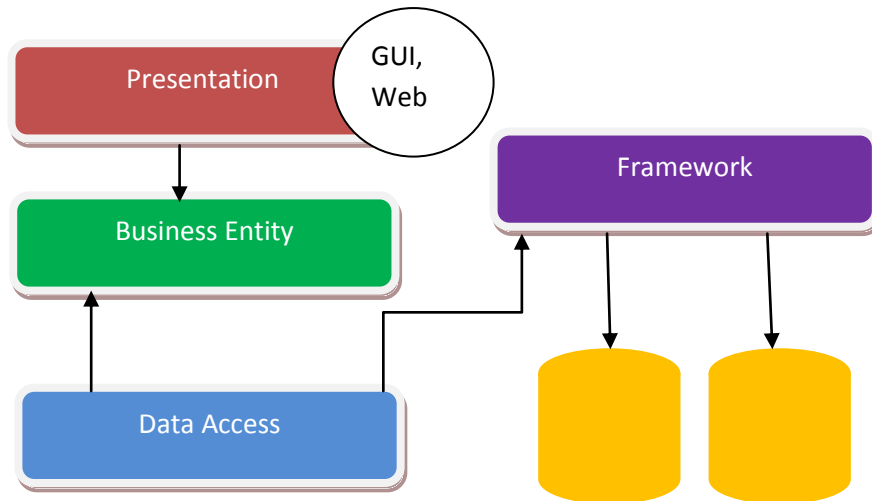 Presentation
GUI,
Web
Framework
Business Entity
Data Access